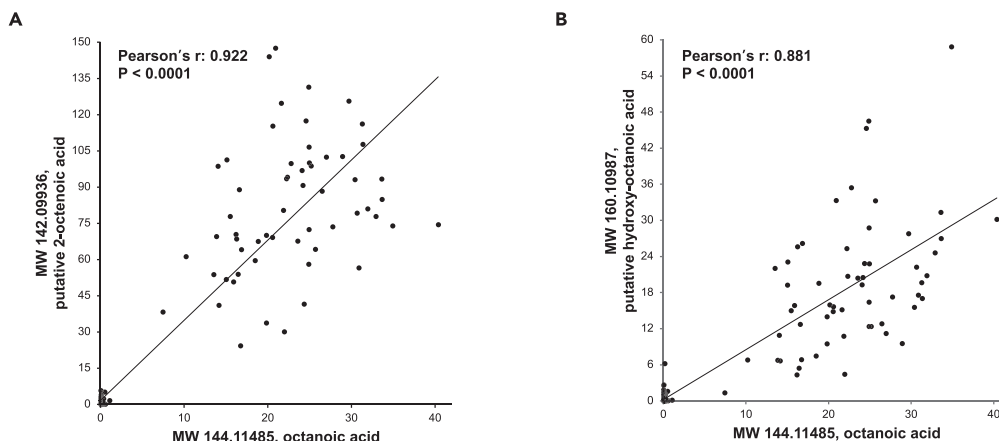 A
Pearson's r: 0.922
P < 0.0001
MW 142.09936,
putative 2-octenoic acid
150
135
120
105
90
75
60
45
30
15
0
0 10 20 30 40
MW 144.11485, octanoic acid
B
Pearson's r: 0.881
P < 0.0001
MW 160.10987,
putative hydroxy-octanoic acid
60
54
48
42
36
30
24
18
12
6
0
0 10 20 30 40
MW 144.11485, octanoic acid